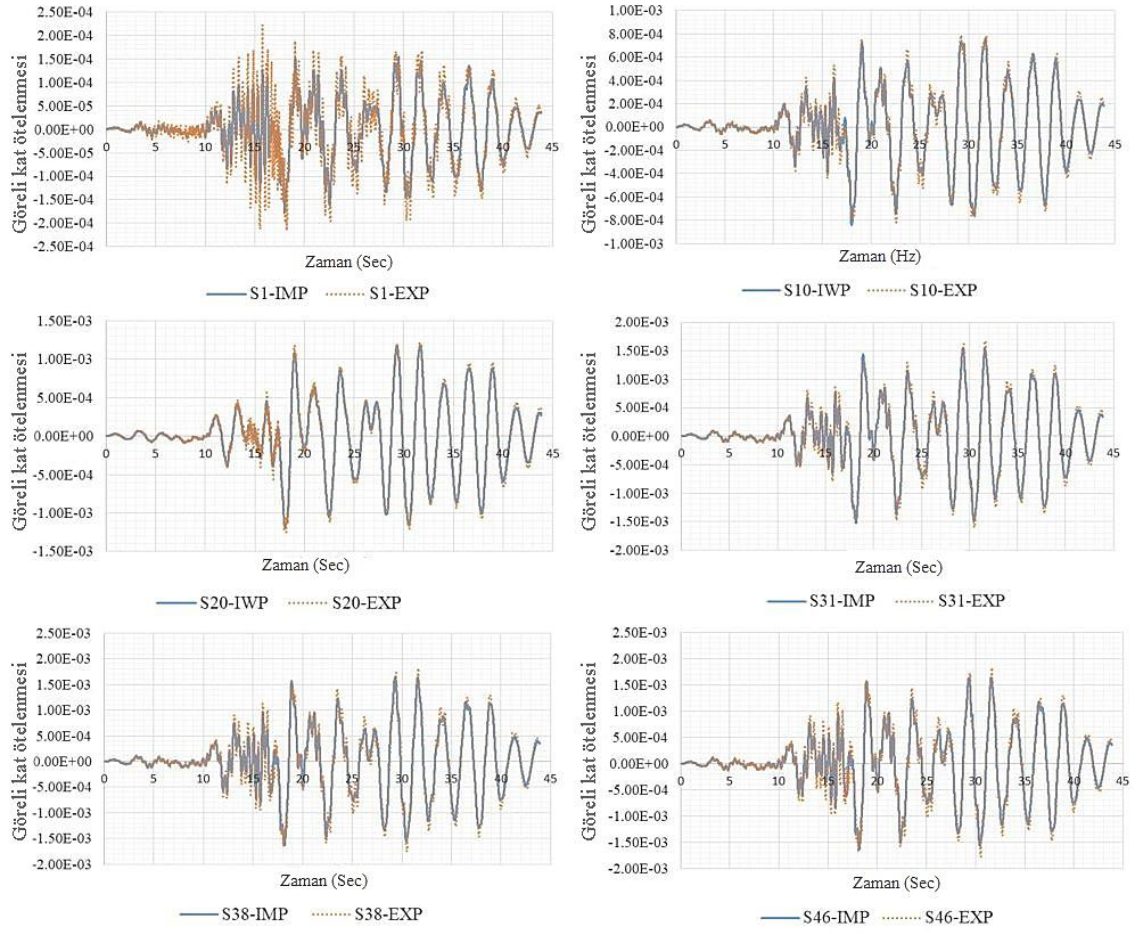 Göreli kat ötelenmesi
2.50E-04
2.00E-04
1.50E-04
1.00E-04
5.00E-05
0.00E+00
-5.00E-05
-1.00E-04
-1.50E-04
-2.00E-04
-2.50E-04
0 5 10 15 20 25 30 35 40 45
Zaman (Sec)
S1-IMP S1-EXP
Göreli kat ötelenmesi
1.00E-03
8.00E-04
6.00E-04
4.00E-04
2.00E-04
0.00E+00
-2.00E-04
-4.00E-04
-6.00E-04
-8.00E-04
-1.00E-03
0 5 10 15 20 25 30 35 40 45
Zaman (Hz)
S10-IWP S10-EXP
Göreli kat ötelenmesi
1.50E-03
1.00E-03
5.00E-04
0.00E+00
-5.00E-04
-1.00E-03
-1.50E-03
0 5 10 15 20 25 30 35 40 45
Zaman (Sec)
S20-IWP S20-EXP
Göreli kat ötelenmesi
2.00E-03
1.50E-03
1.00E-03
5.00E-04
0.00E+00
-5.00E-04
-1.00E-03
-1.50E-03
-2.00E-03
0 5 10 15 20 25 30 35 40 45
Zaman (Sec)
S31-IMP S31-EXP
Göreli kat ötelenmesi
2.50E-03
2.00E-03
1.50E-03
1.00E-03
5.00E-04
0.00E+00
-5.00E-04
-1.00E-03
-1.50E-03
-2.00E-03
0 5 10 15 20 25 30 35 40 45
Zaman (Sec)
S38-IMP S38-EXP
Göreli kat ötelenmesi
2.50E-03
2.00E-03
1.50E-03
1.00E-03
5.00E-04
0.00E+00
-5.00E-04
-1.00E-03
-1.50E-03
-2.00E-03
0 5 10 15 20 25 30 35 40 45
Zaman (Sec)
S46-IMP S46-EXP